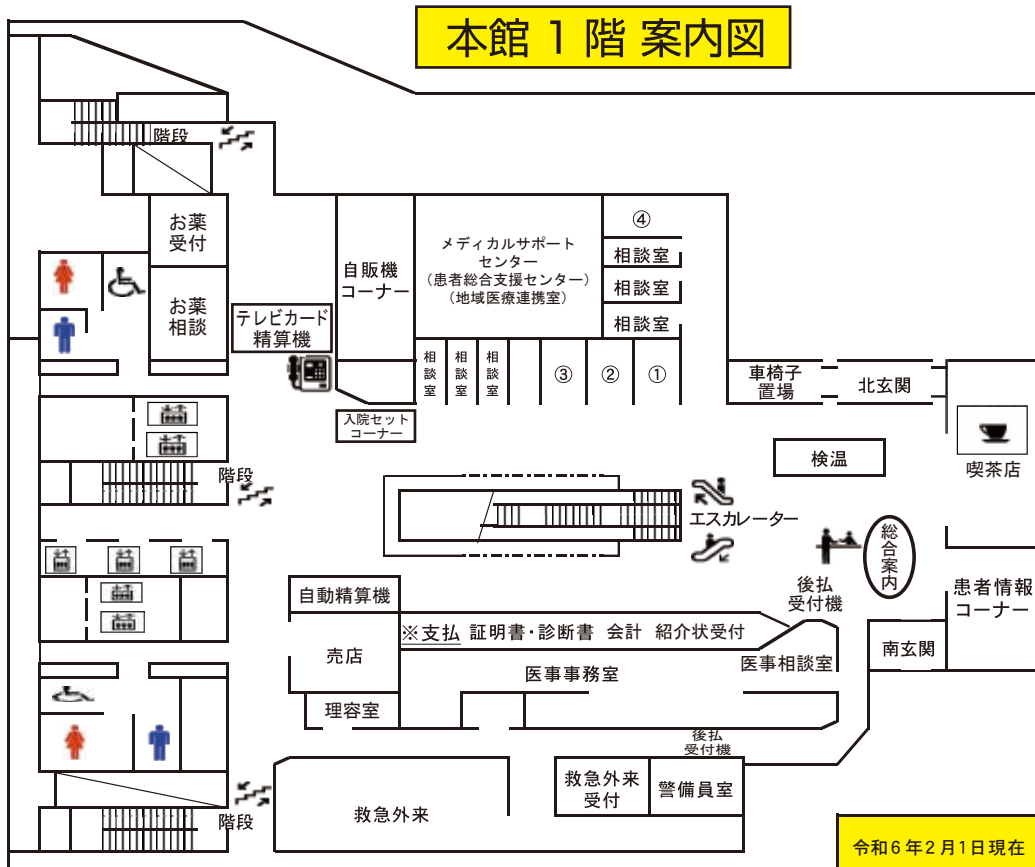 本館 1 階 案内図
階段
お薬
受付
お薬
相談
テレビカード
精算機
自販機
コーナー
メディカルサポート
センター
(患者総合支援センター)
(地域医療連携室)
④
相談室
相談室
相談室
相談室
相談室
相談室
③
②
①
入院セット
コーナー
車椅子
置場
北玄関
喫茶店
検温
階段
エスカレーター
総合案内
後払
受付機
患者情報
コーナー
南玄関
自動精算機
※支払 証明書・診断書 会計 紹介状受付
売店
医事相談室
医事事務室
理容室
後払
受付機
救急外来
受付
警備員室
救急外来
階段
令和6年2月1日現在